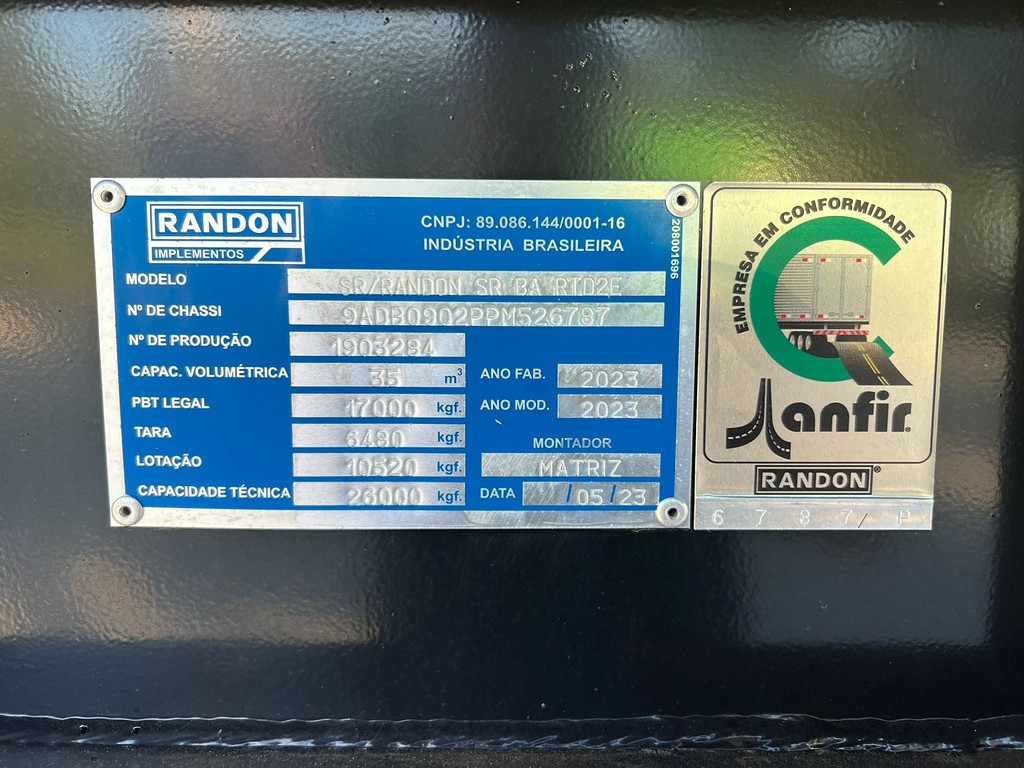 RANDON
IMPLEMENTOS
CNPJ: 89.086.144/0001-16
INDÚSTRIA BRASILEIRA
208001696
MODELO SR/RANDON SR BA RTD2E
Nº DE CHASSI 9ADB0902PPM526787
Nº DE PRODUÇÃO 1903284
CAPAC. VOLUMÉTRICA 35 m³ ANO FAB. 2023
PBT LEGAL 17000 kgf. ANO MOD. 2023
TARA 6480 kgf. MONTADOR
LOTAÇÃO 10520 kgf. MATRIZ
CAPACIDADE TÉCNICA 26000 kgf. DATA /05/23
EMPRESA EM CONFORMIDADE
anfir
RANDON®
6787/P